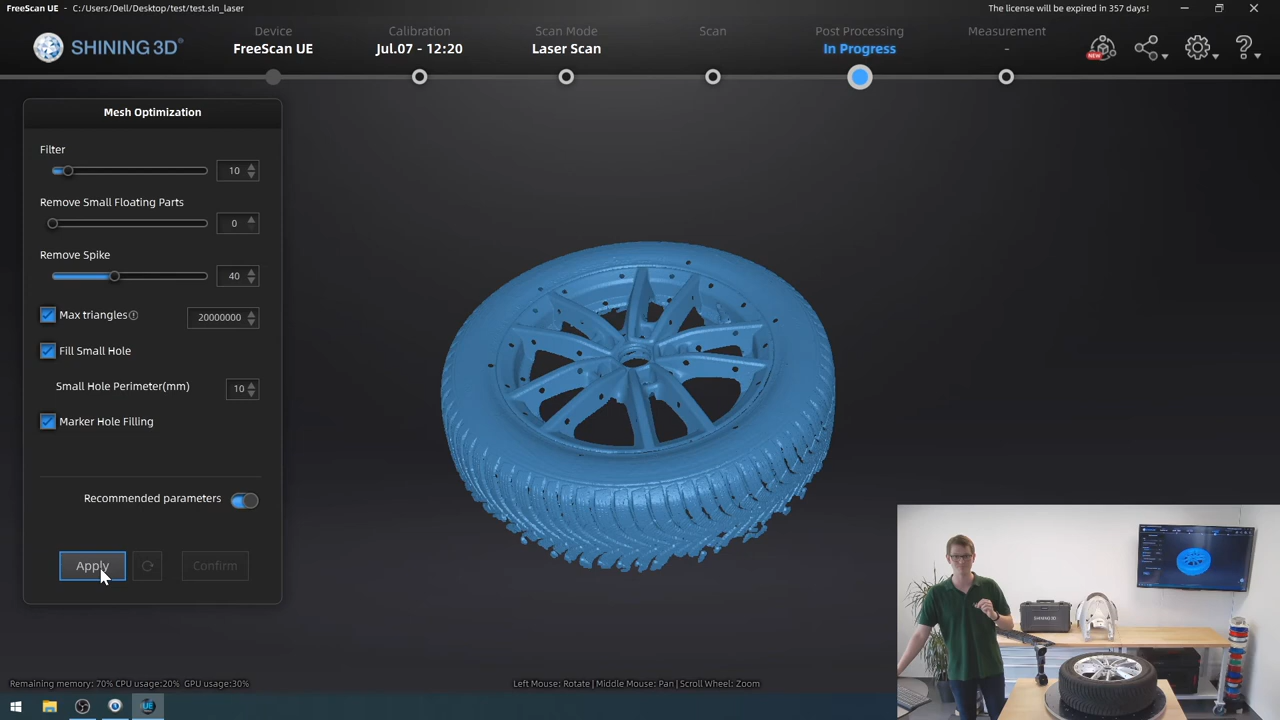 FreeScan UE - C:/Users/Dell/Desktop/test/test.sln_laser
The license will be expired in 357 days!
SHINING 3D®
Device
FreeScan UE
Calibration
Jul.07 - 12:20
Scan Mode
Laser Scan
Scan
Post Processing
In Progress
Measurement
-
NEW
Mesh Optimization
Filter
10
Remove Small Floating Parts
0
Remove Spike
40
Max triangles
20000000
Fill Small Hole
Small Hole Perimeter(mm)
10
Marker Hole Filling
Recommended parameters
Apply
Confirm
SHINING 3D
Remaining memory: 70% CPU usage:20% GPU usage:30%
Left Mouse: Rotate | Middle Mouse: Pan | Scroll Wheel: Zoom
UE